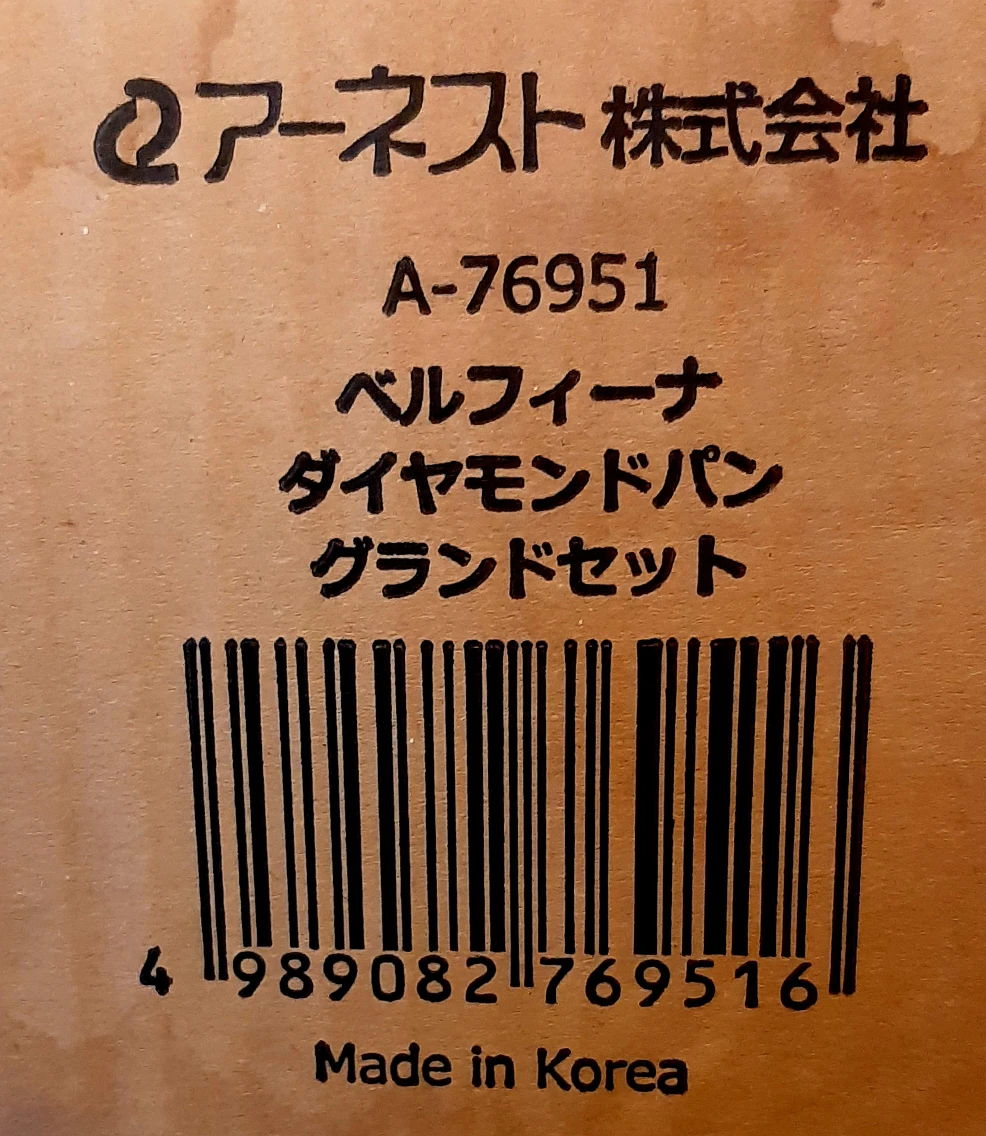 アーネスト株式会社
A-76951
ベルフィーナ
ダイヤモンドパン
グランドセット
4 989082 769516
Made in Korea